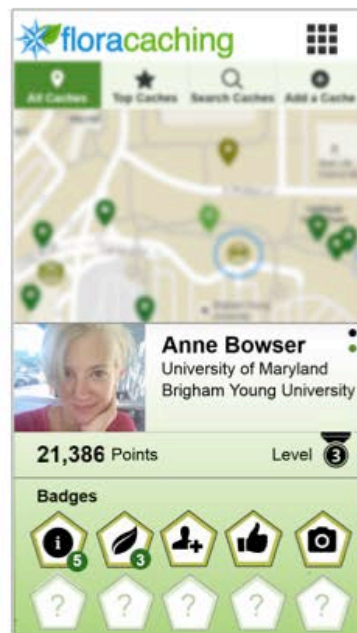 floracaching
All Caches Top Caches Search Caches Add a Cache
Anne Bowser
University of Maryland
Brigham Young University
21,386 Points Level 3
Badges
i
5 3
? ? ? ? ?